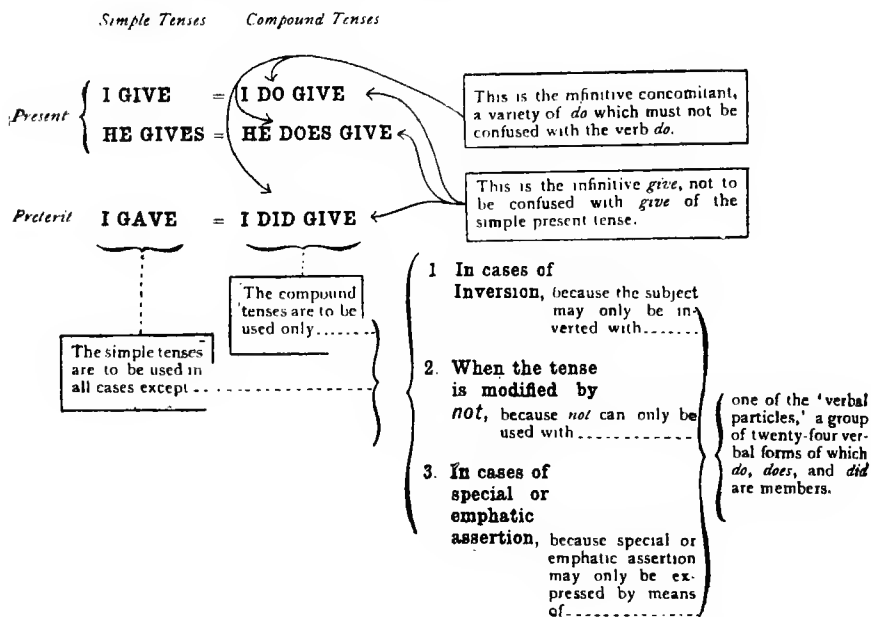 Simple Tenses Compound Tenses
Present
I GIVE = I DO GIVE
HE GIVES = HE DOES GIVE
Preterit I GAVE = I DID GIVE
This is the mfinitive concomitant,
a variety of do which must not be
confused with the verb do.
This is the infinitive give, not to
be confused with give of the
simple present tense.
The compound
tenses are to be
used only
The simple tenses
are to be used in
all cases except
1 In cases of
Inversion, because the subject
may only be in-
verted with
2. When the tense
is modified by
not, because not can only be
used with
3. In cases of
special or
emphatic
assertion, because special or
emphatic assertion
may only be ex-
pressed by means
of
one of the 'verbal
particles,' a group
of twenty-four ver-
bal forms of which
do, does, and did
are members.